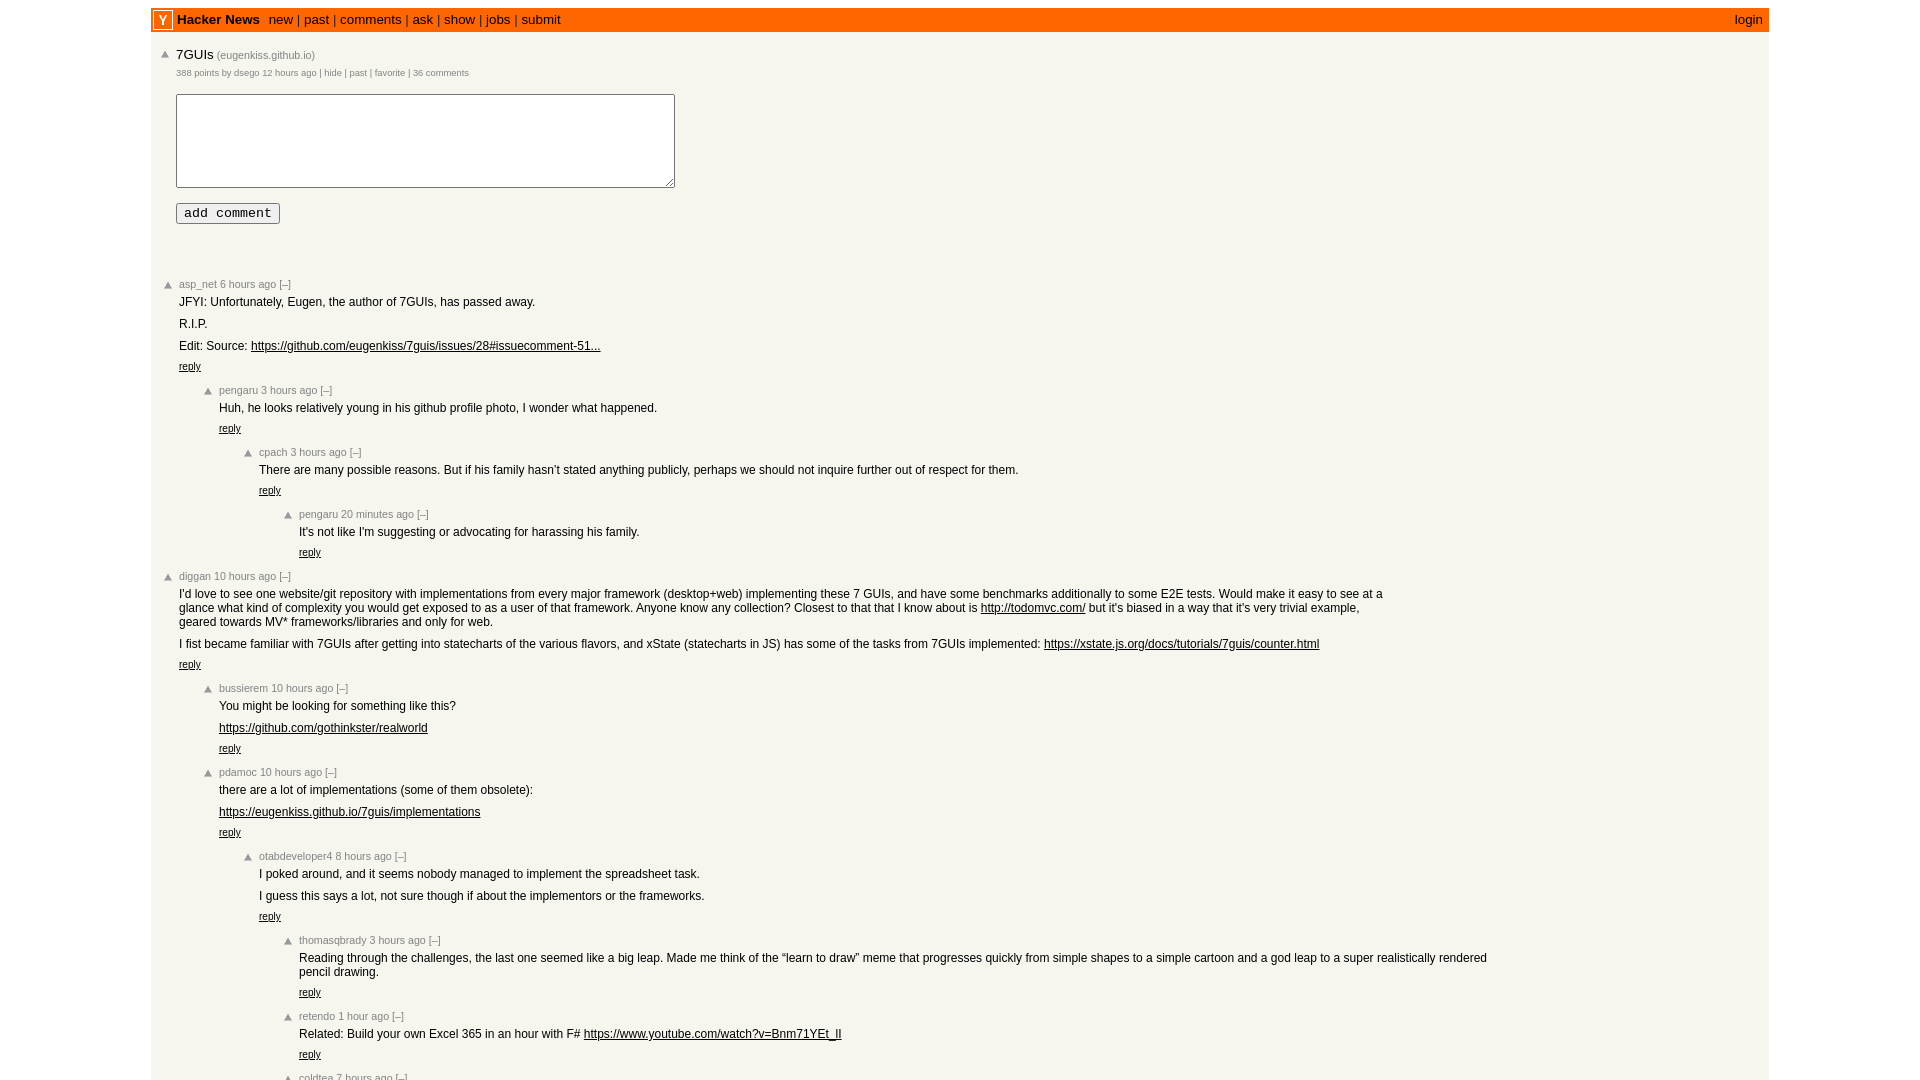 Y Hacker News new | past | comments | ask | show | jobs | submit login
7GUIs (eugenkiss.github.io)
388 points by dsego 12 hours ago | hide | past | favorite | 36 comments
add comment
asp_net 6 hours ago [–]
JFYI: Unfortunately, Eugen, the author of 7GUIs, has passed away.
R.I.P.
Edit: Source: https://github.com/eugenkiss/7guis/issues/28#issuecomment-51...
reply
pengaru 3 hours ago [–]
Huh, he looks relatively young in his github profile photo, I wonder what happened.
reply
cpach 3 hours ago [–]
There are many possible reasons. But if his family hasn’t stated anything publicly, perhaps we should not inquire further out of respect for them.
reply
pengaru 20 minutes ago [–]
It's not like I'm suggesting or advocating for harassing his family.
reply
diggan 10 hours ago [–]
I'd love to see one website/git repository with implementations from every major framework (desktop+web) implementing these 7 GUIs, and have some benchmarks additionally to some E2E tests. Would make it easy to see at a
glance what kind of complexity you would get exposed to as a user of that framework. Anyone know any collection? Closest to that that I know about is http://todomvc.com/ but it's biased in a way that it's very trivial example,
geared towards MV* frameworks/libraries and only for web.
I fist became familiar with 7GUIs after getting into statecharts of the various flavors, and xState (statecharts in JS) has some of the tasks from 7GUIs implemented: https://xstate.js.org/docs/tutorials/7guis/counter.html
reply
bussierem 10 hours ago [–]
You might be looking for something like this?
https://github.com/gothinkster/realworld
reply
pdamoc 10 hours ago [–]
there are a lot of implementations (some of them obsolete):
https://eugenkiss.github.io/7guis/implementations
reply
otabdeveloper4 8 hours ago [–]
I poked around, and it seems nobody managed to implement the spreadsheet task.
I guess this says a lot, not sure though if about the implementors or the frameworks.
reply
thomasqbrady 3 hours ago [–]
Reading through the challenges, the last one seemed like a big leap. Made me think of the “learn to draw” meme that progresses quickly from simple shapes to a simple cartoon and a god leap to a super realistically rendered
pencil drawing.
reply
retendo 1 hour ago [–]
Related: Build your own Excel 365 in an hour with F# https://www.youtube.com/watch?v=Bnm71YEt_lI
reply
coldtea 7 hours ago [–]